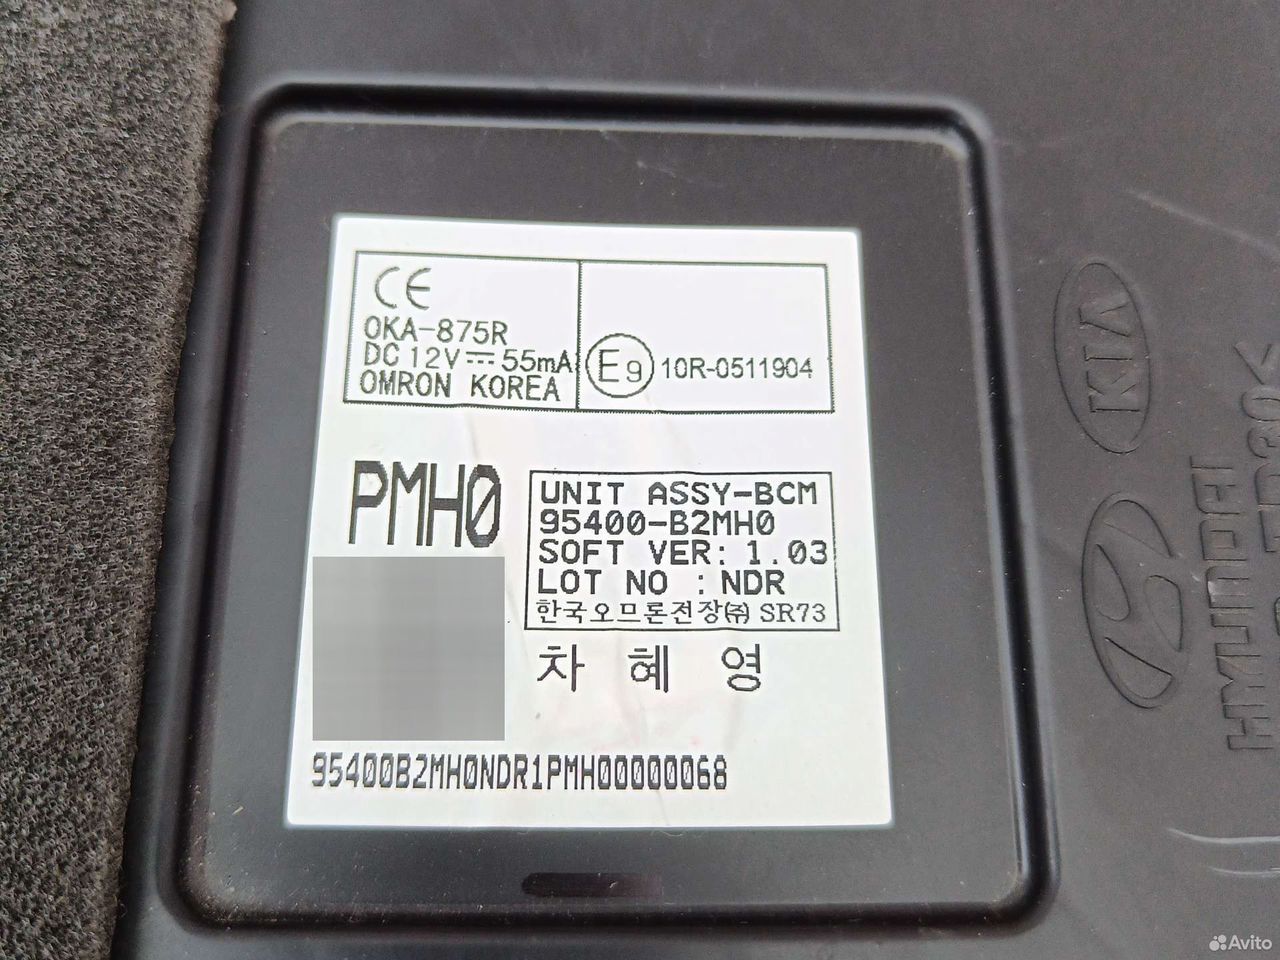 CE
OKA-875R
DC 12V 55mA
OMRON KOREA
E9 10R-0511904
PMH0
UNIT ASSY-BCM
95400-B2MH0
SOFT VER: 1.03
LOT NO : NDR
한국오므론전장㈜ SR73
차 혜 영
95400B2MH0NDR1PMH00000068
KIA
HYUNDAI
Avito